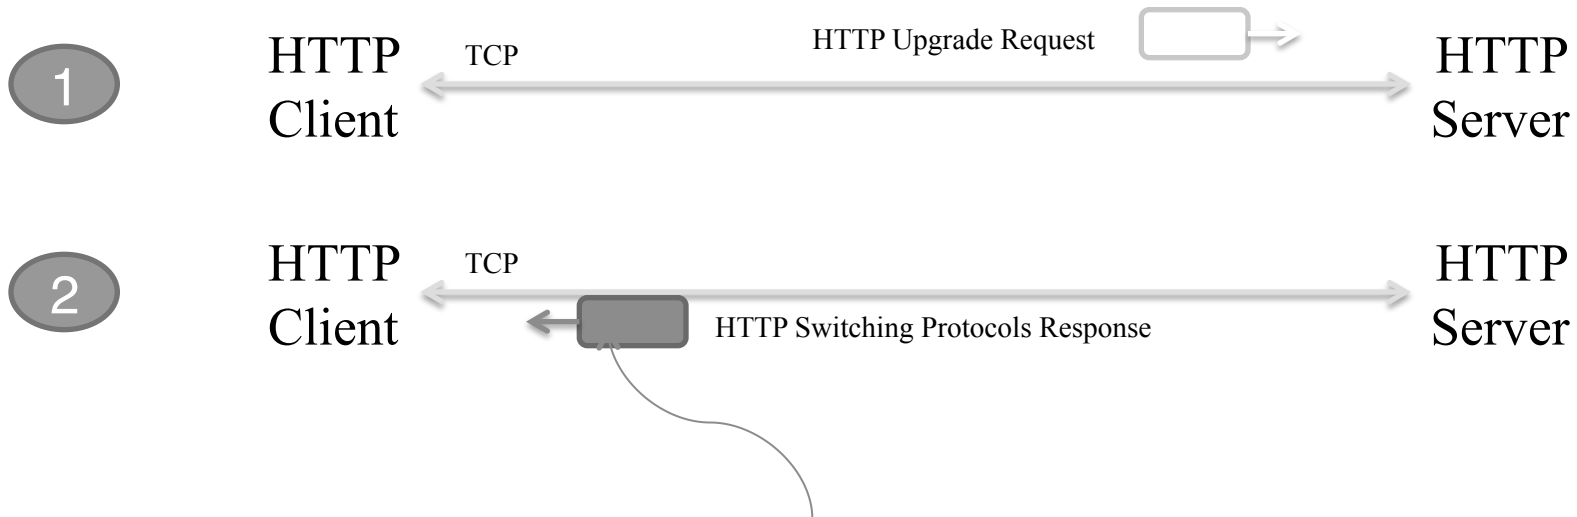 1
HTTP
Client
TCP
HTTP Upgrade Request
HTTP
Server
2
HTTP
Client
TCP
HTTP Switching Protocols Response
HTTP
Server